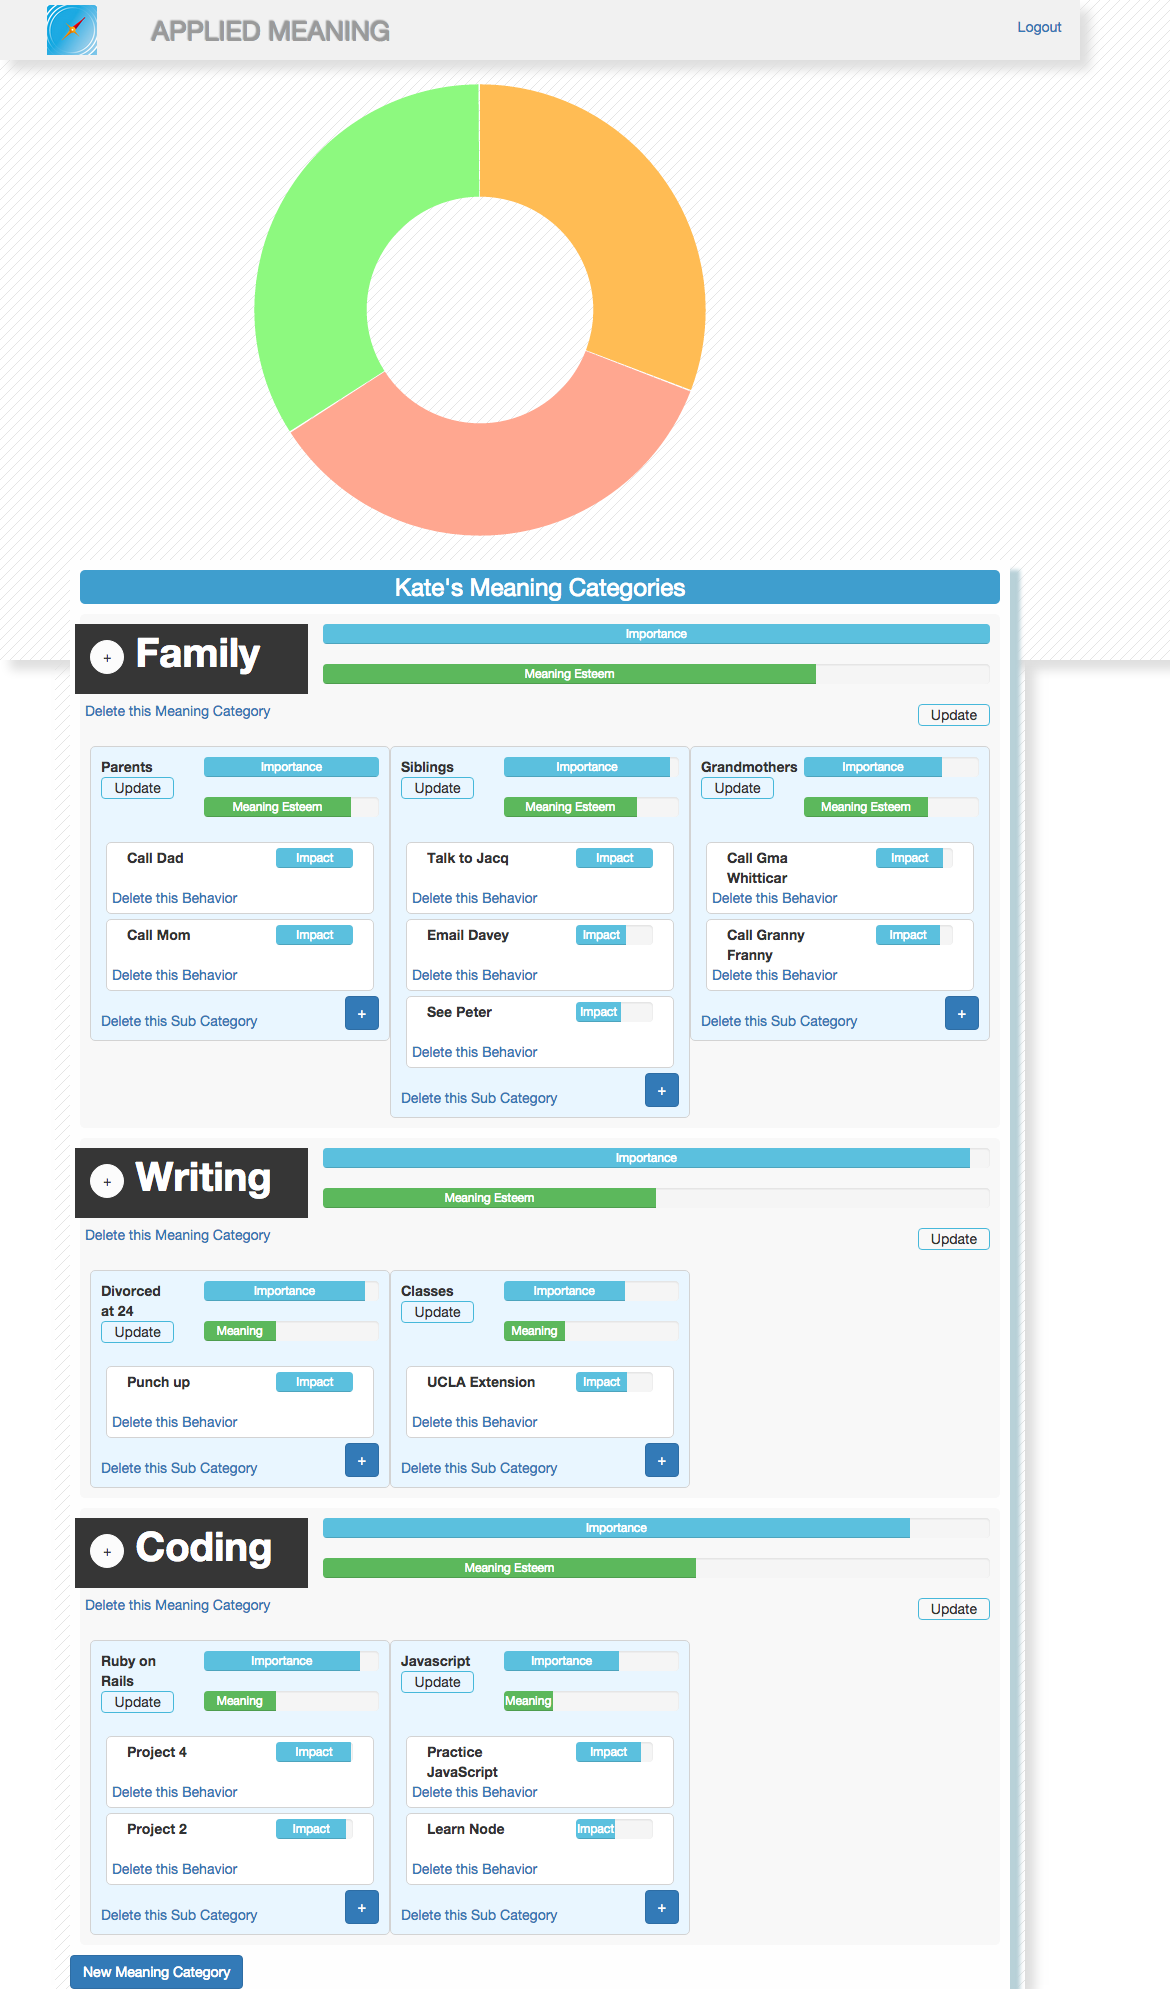 APPLIED MEANING
Logout
Kate's Meaning Categories
+ Family
Importance
Meaning Esteem
Delete this Meaning Category
Update
Parents
Update
Importance
Meaning Esteem
Call Dad
Impact
Delete this Behavior
Call Mom
Impact
Delete this Behavior
Delete this Sub Category
+
Siblings
Update
Importance
Meaning Esteem
Talk to Jacq
Impact
Delete this Behavior
Email Davey
Impact
Delete this Behavior
See Peter
Impact
Delete this Behavior
Delete this Sub Category
+
Grandmothers
Update
Importance
Meaning Esteem
Call Gma
Whitticar
Impact
Delete this Behavior
Call Granny
Franny
Impact
Delete this Behavior
Delete this Sub Category
+
+ Writing
Importance
Meaning Esteem
Delete this Meaning Category
Update
Divorced
at 24
Update
Importance
Meaning
Punch up
Impact
Delete this Behavior
Delete this Sub Category
+
Classes
Update
Importance
Meaning
UCLA Extension
Impact
Delete this Behavior
Delete this Sub Category
+
+ Coding
Importance
Meaning Esteem
Delete this Meaning Category
Update
Ruby on
Rails
Update
Importance
Meaning
Project 4
Impact
Delete this Behavior
Project 2
Impact
Delete this Behavior
Delete this Sub Category
+
Javascript
Update
Importance
Meaning
Practice
JavaScript
Impact
Delete this Behavior
Learn Node
Impact
Delete this Behavior
Delete this Sub Category
+
New Meaning Category